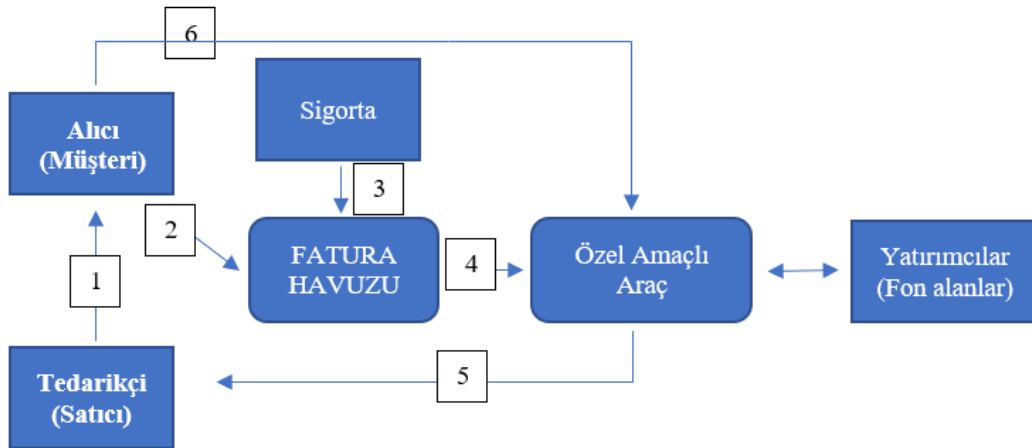 6
Sigorta
Alıcı
(Müşteri)
3
2
FATURA
HAVUZU
4
Özel Amaçlı
Araç
Yatırımcılar
(Fon alanlar)
1
5
Tedarikçi
(Satıcı)